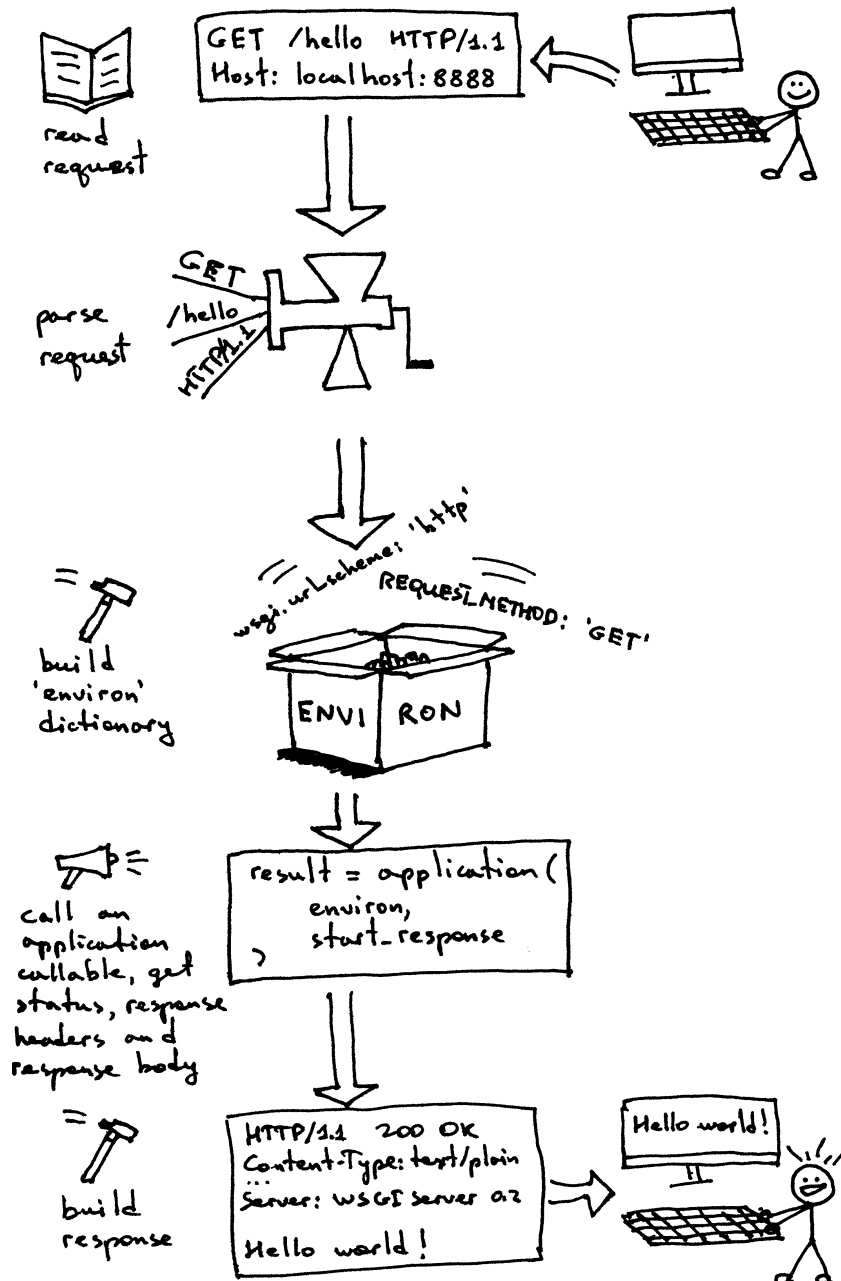 GET /hello HTTP/1.1
Host: localhost:8888
read
request
GET
/hello
HTTP/1.1
parse
request
wsgi.url_scheme: 'http'
REQUEST_METHOD: 'GET'
build
'environ'
dictionary
ENVIRON
result = application(
environ,
start_response
)
call an
application
callable, get
status, response
headers and
response body
HTTP/1.1 200 OK
Content-Type: text/plain
...
Server: WSGIServer 0.2
Hello world!
build
response
Hello world!